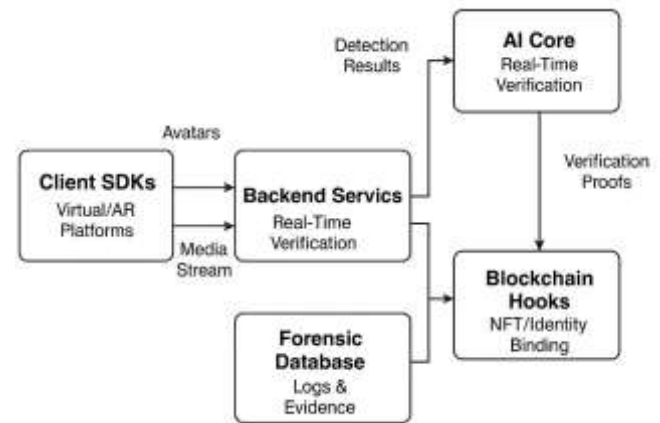 Client SDKs
Virtual/AR
Platforms
Avatars
Media
Stream
Backend Servics
Real-Time
Verification
Forensic
Database
Logs &
Evidence
Detection
Results
AI Core
Real-Time
Verification
Verification
Proofs
Blockchain
Hooks
NFT/Identity
Binding